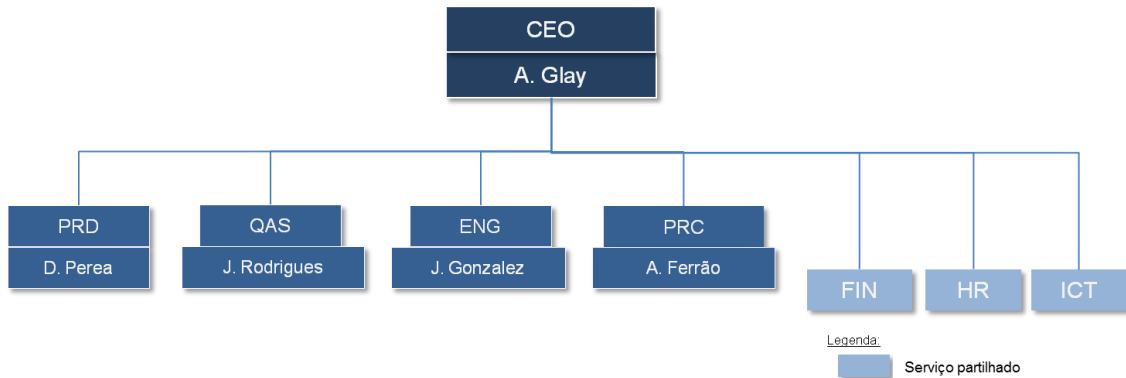 CEO
A. Glay
PRD
QAS
ENG
PRC
D. Perea
J. Rodrigues
J. Gonzalez
A. Ferrão
FIN
HR
ICT
Legenda:
Serviço partilhado